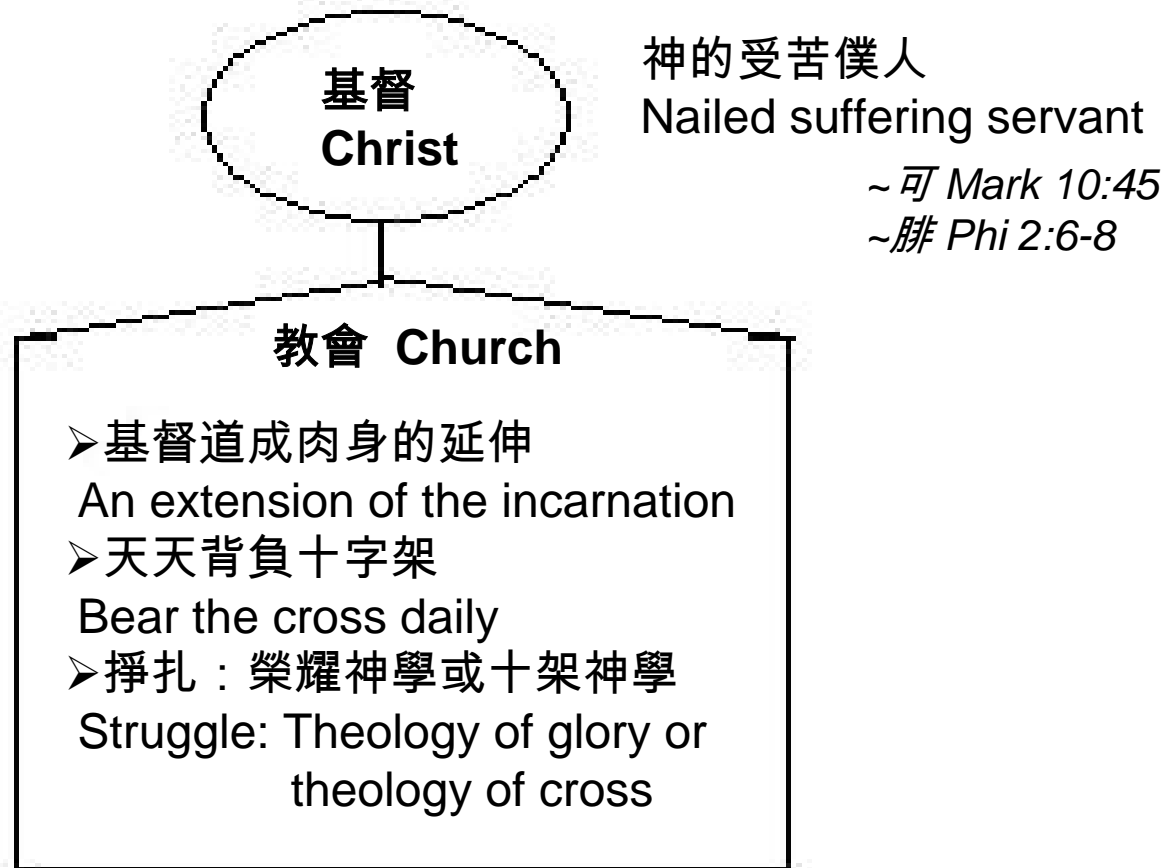 基督
Christ
神的受苦僕人
Nailed suffering servant
~可 Mark 10:45
~腓 Phi 2:6-8
教會 Church
➢基督道成肉身的延伸
An extension of the incarnation
➢天天背負十字架
Bear the cross daily
➢掙扎：榮耀神學或十架神學
Struggle: Theology of glory or
theology of cross